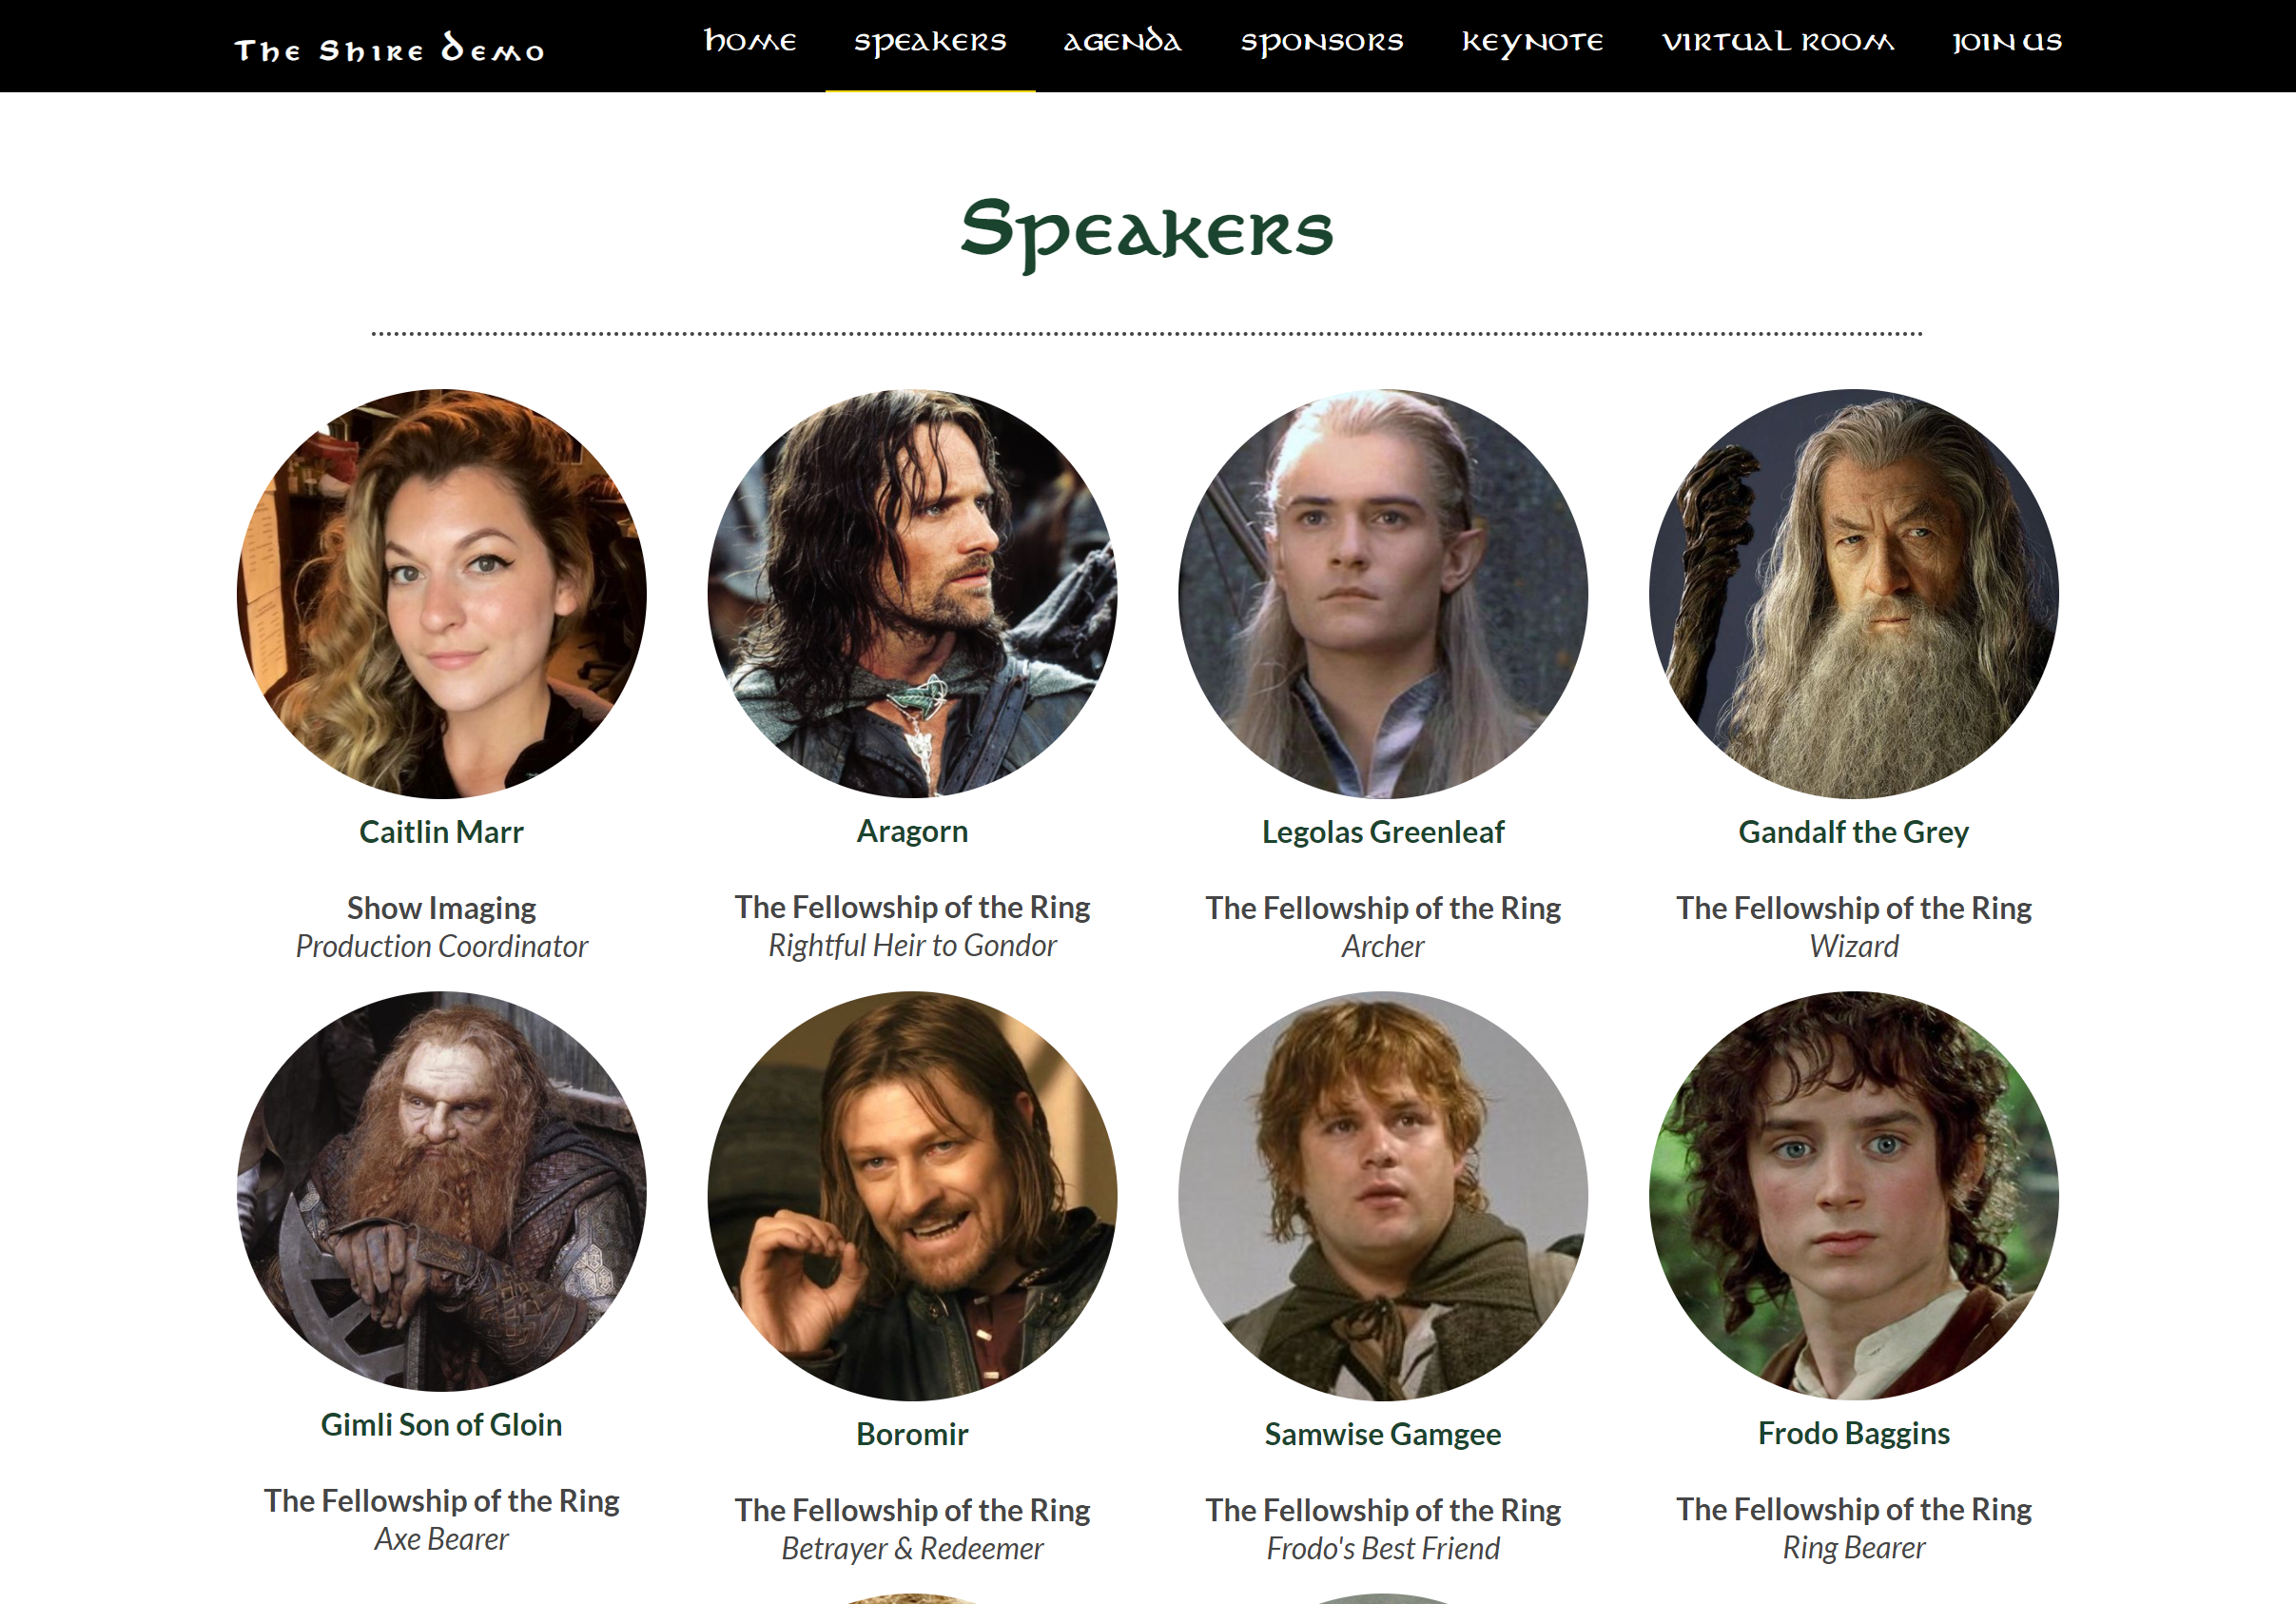 The Shire Demo
HOME SPEAKERS AGENDA SPONSORS KEYNOTE VIRTUAL ROOM JOIN US
Speakers
Caitlin Marr
Show Imaging
Production Coordinator
Aragorn
The Fellowship of the Ring
Rightful Heir to Gondor
Legolas Greenleaf
The Fellowship of the Ring
Archer
Gandalf the Grey
The Fellowship of the Ring
Wizard
Gimli Son of Gloin
The Fellowship of the Ring
Axe Bearer
Boromir
The Fellowship of the Ring
Betrayer & Redeemer
Samwise Gamgee
The Fellowship of the Ring
Frodo's Best Friend
Frodo Baggins
The Fellowship of the Ring
Ring Bearer